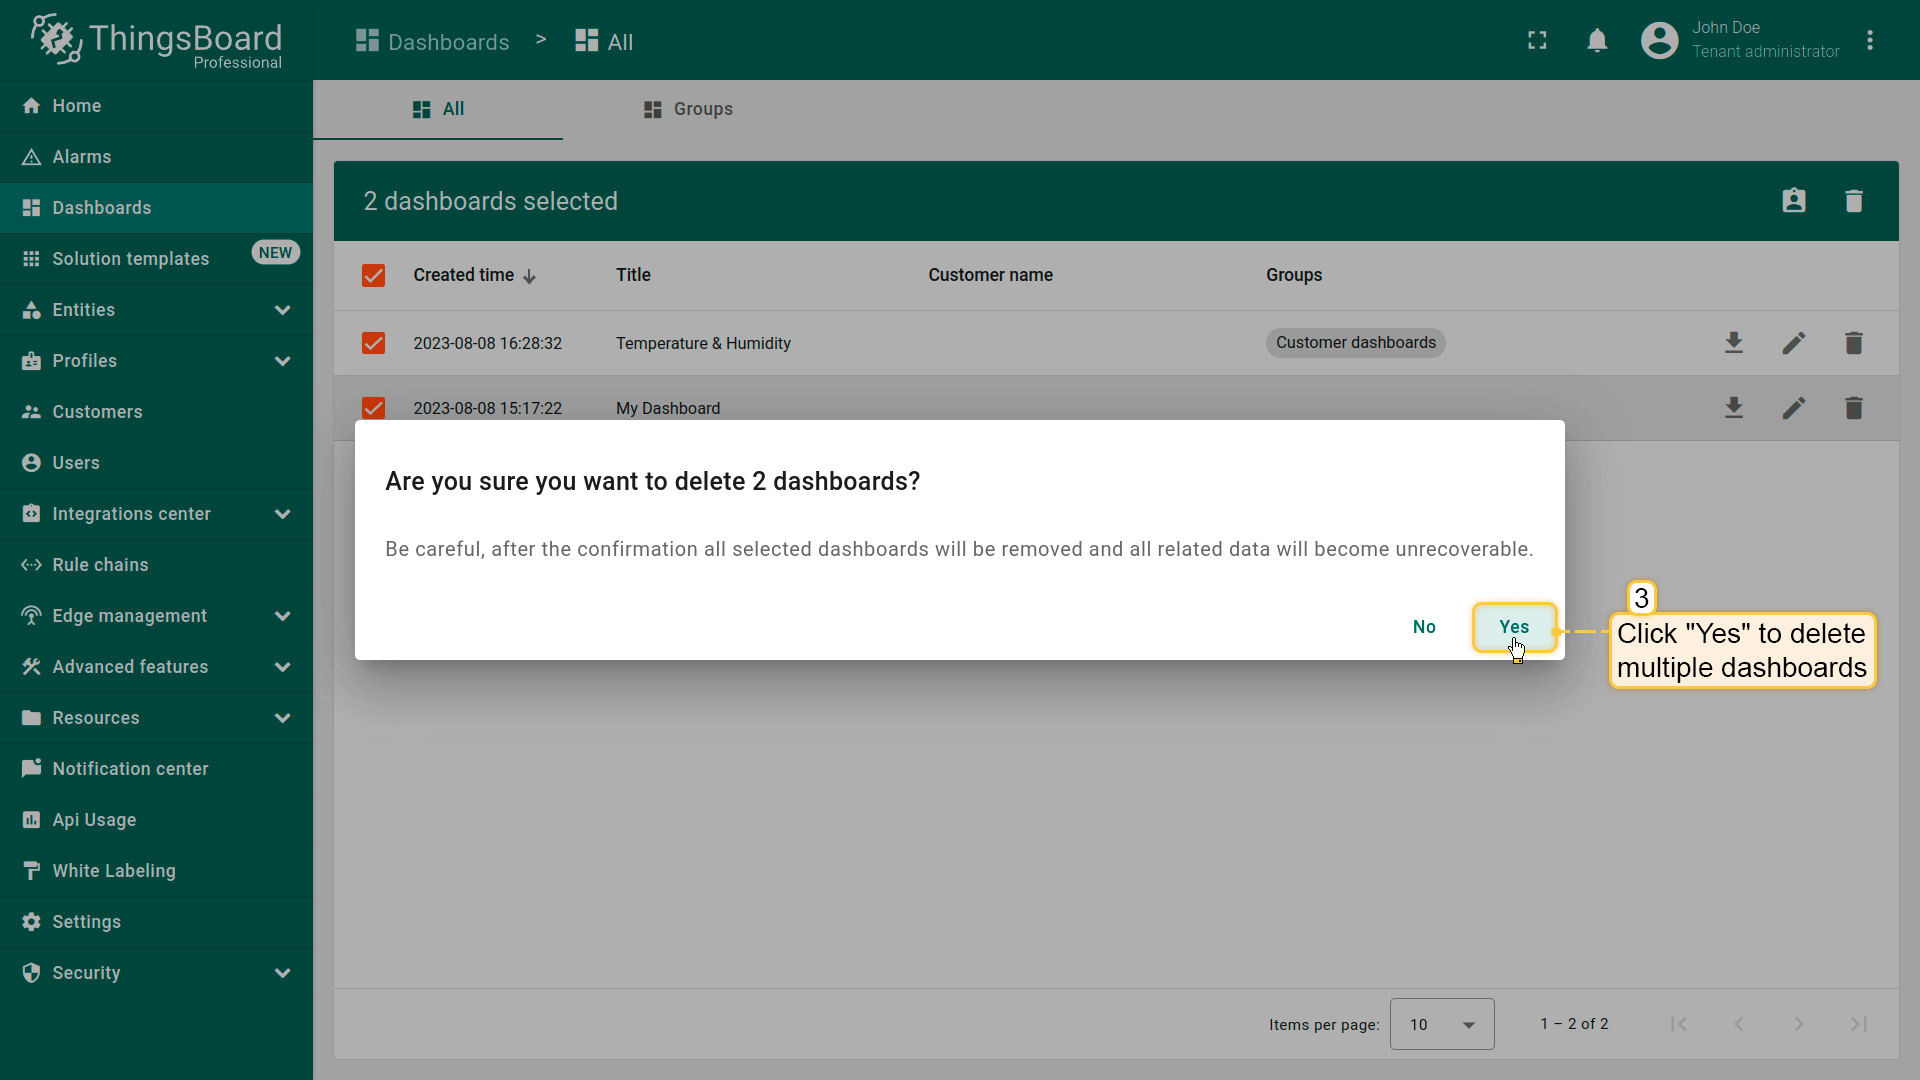 ThingsBoard
Professional
Dashboards > All
John Doe
Tenant administrator
Home
Alarms
Dashboards
Solution templates NEW
Entities
Profiles
Customers
Users
Integrations center
Rule chains
Edge management
Advanced features
Resources
Notification center
Api Usage
White Labeling
Settings
Security
All Groups
2 dashboards selected
Created time Title Customer name Groups
2023-08-08 16:28:32 Temperature & Humidity Customer dashboards
2023-08-08 15:17:22 My Dashboard
Are you sure you want to delete 2 dashboards?
Be careful, after the confirmation all selected dashboards will be removed and all related data will become unrecoverable.
No Yes
3
Click "Yes" to delete
multiple dashboards
Items per page: 10 1 – 2 of 2